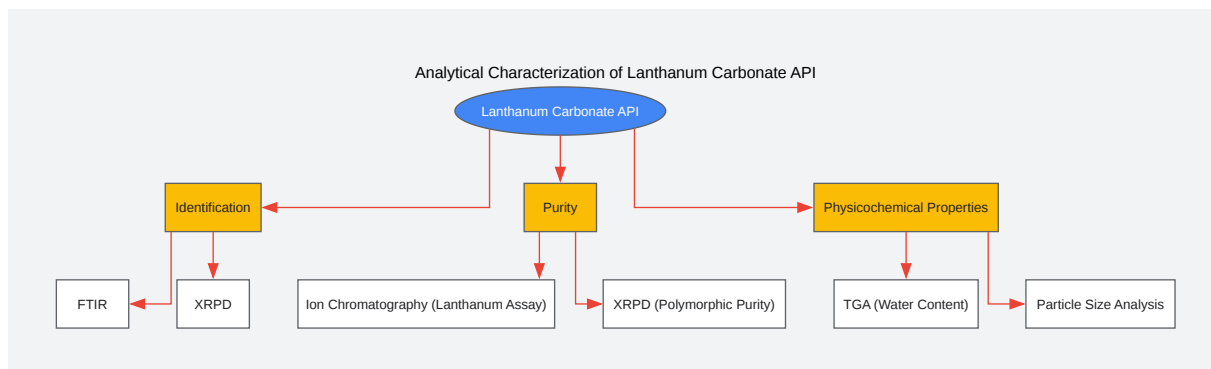 Analytical Characterization of Lanthanum Carbonate API
Lanthanum Carbonate API
Identification
Purity
Physicochemical Properties
FTIR
XRPD
Ion Chromatography (Lanthanum Assay)
XRPD (Polymorphic Purity)
TGA (Water Content)
Particle Size Analysis